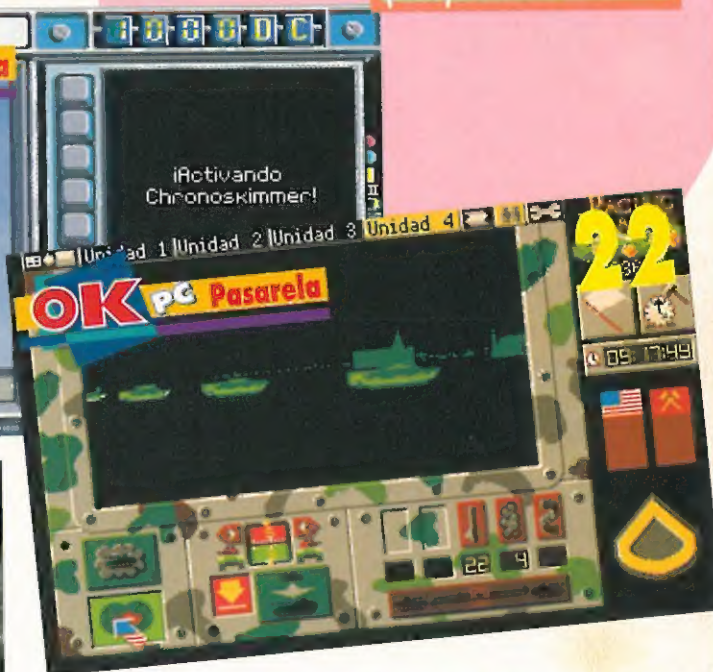 1000DC
¡Activando
Chronoskimmer!
Unidad 1 Unidad 2 Unidad 3 Unidad 4
OK PC Pasarela
22
09:17:49
22 4